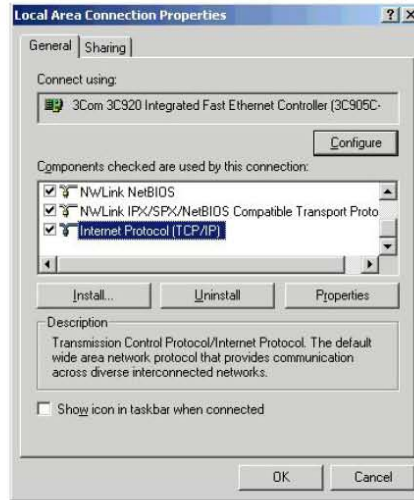 Local Area Connection Properties
General Sharing
Connect using:
3Com 3C920 Integrated Fast Ethernet Controller (3C905C-
Configure
Components checked are used by this connection:
NWLink NetBIOS
NWLink IPX/SPX/NetBIOS Compatible Transport Proto
Internet Protocol (TCP/IP)
Install... Uninstall Properties
Description
Transmission Control Protocol/Internet Protocol. The default
wide area network protocol that provides communication
across diverse interconnected networks.
Show icon in taskbar when connected
OK Cancel